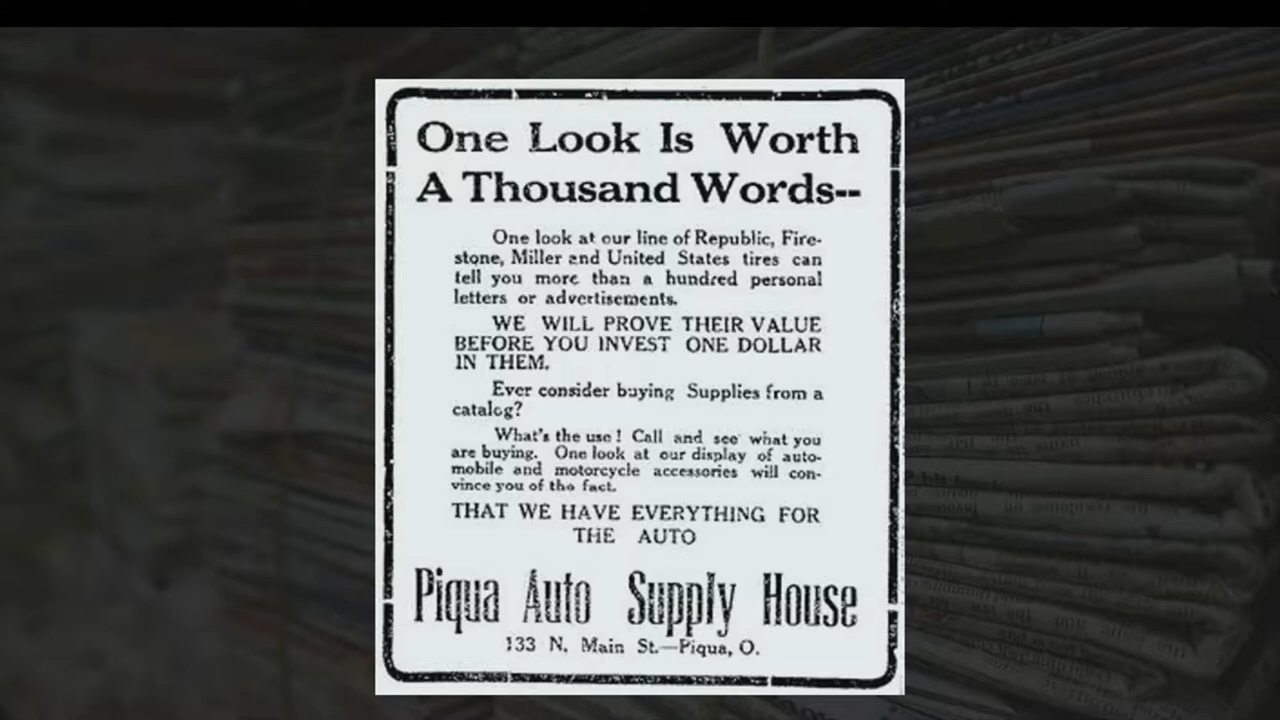 One Look Is Worth
A Thousand Words--
One look at our line of Republic, Fire-
stone, Miller and United States tires can
tell you more than a hundred personal
letters or advertisements.
WE WILL PROVE THEIR VALUE
BEFORE YOU INVEST ONE DOLLAR
IN THEM.
Ever consider buying Supplies from a
catalog?
What's the use! Call and see what you
are buying. One look at our display of auto-
mobile and motorcycle accessories will con-
vince you of the fact.
THAT WE HAVE EVERYTHING FOR
THE AUTO
Piqua Auto Supply House
133 N. Main St.—Piqua, O.